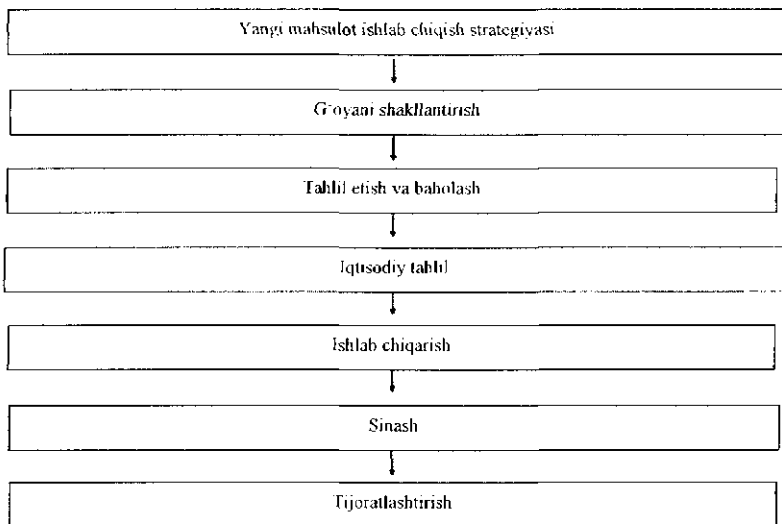 Yangi mahsulot ishlab chiqish strategiyasi
G'oyani shakllantirish
Tahlil etish va baholash
Iqtisodiy tahlil
Ishlab chiqarish
Sinash
Tijoratlashtirish